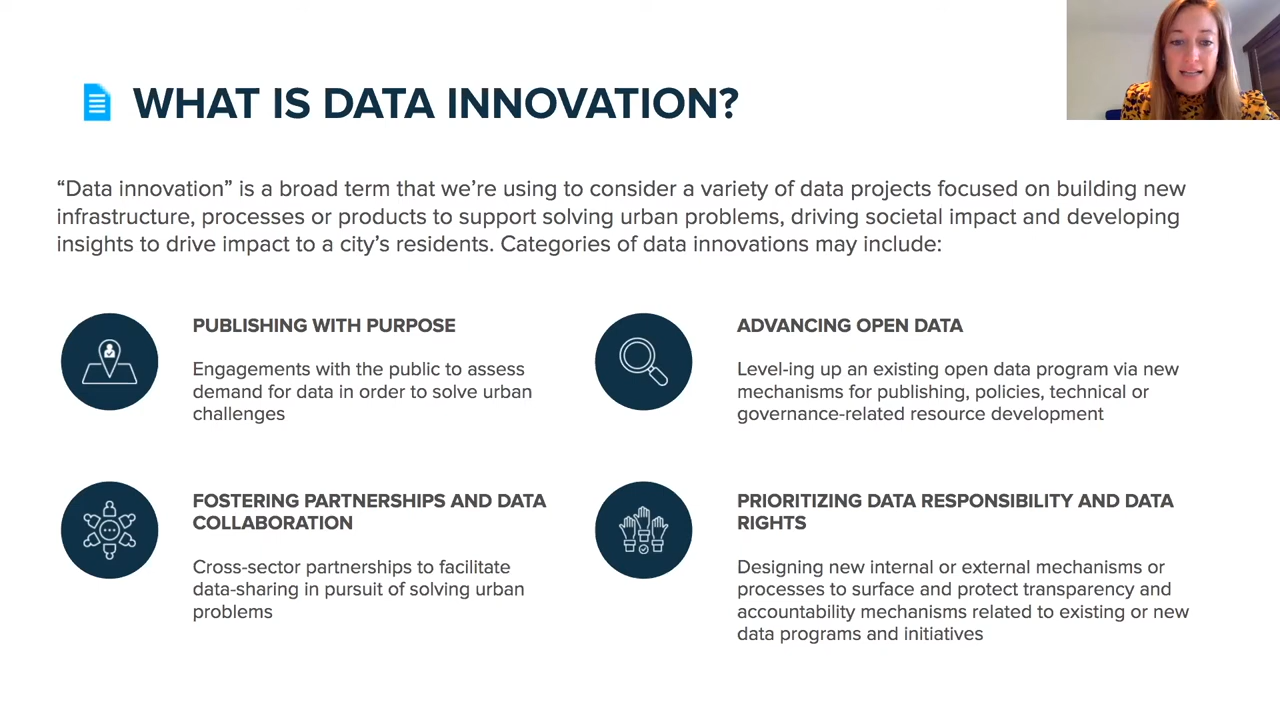 WHAT IS DATA INNOVATION?
“Data innovation” is a broad term that we’re using to consider a variety of data projects focused on building new
infrastructure, processes or products to support solving urban problems, driving societal impact and developing
insights to drive impact to a city’s residents. Categories of data innovations may include:
PUBLISHING WITH PURPOSE
Engagements with the public to assess
demand for data in order to solve urban
challenges
ADVANCING OPEN DATA
Level-ing up an existing open data program via new
mechanisms for publishing, policies, technical or
governance-related resource development
FOSTERING PARTNERSHIPS AND DATA
COLLABORATION
Cross-sector partnerships to facilitate
data-sharing in pursuit of solving urban
problems
PRIORITIZING DATA RESPONSIBILITY AND DATA
RIGHTS
Designing new internal or external mechanisms or
processes to surface and protect transparency and
accountability mechanisms related to existing or new
data programs and initiatives